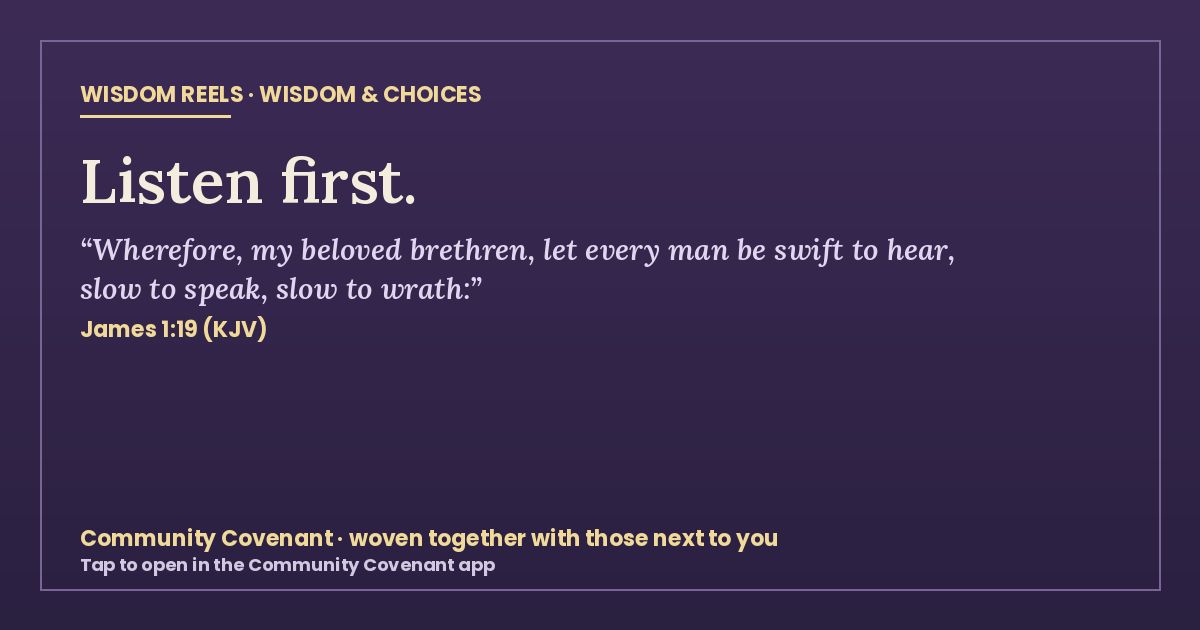 WISDOM REELS · WISDOM & CHOICES
Listen first.
“Wherefore, my beloved brethren, let every man be swift to hear,
slow to speak, slow to wrath:”
James 1:19 (KJV)
Community Covenant · woven together with those next to you
Tap to open in the Community Covenant app